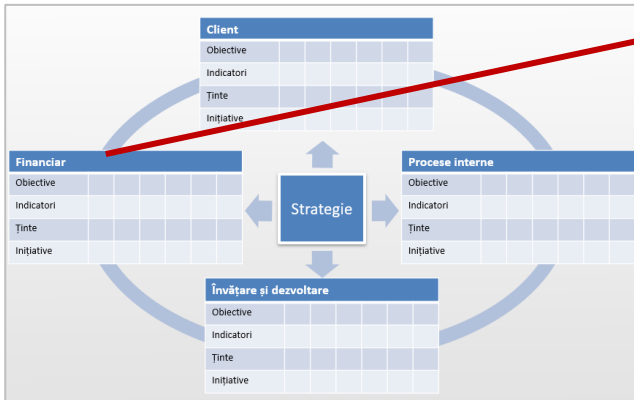 Client
Obiective
Indicatori
Ținte
Inițiative
Financiar
Obiective
Indicatori
Ținte
Inițiative
Strategie
Procese interne
Obiective
Indicatori
Ținte
Inițiative
Învățare și dezvoltare
Obiective
Indicatori
Ținte
Inițiative